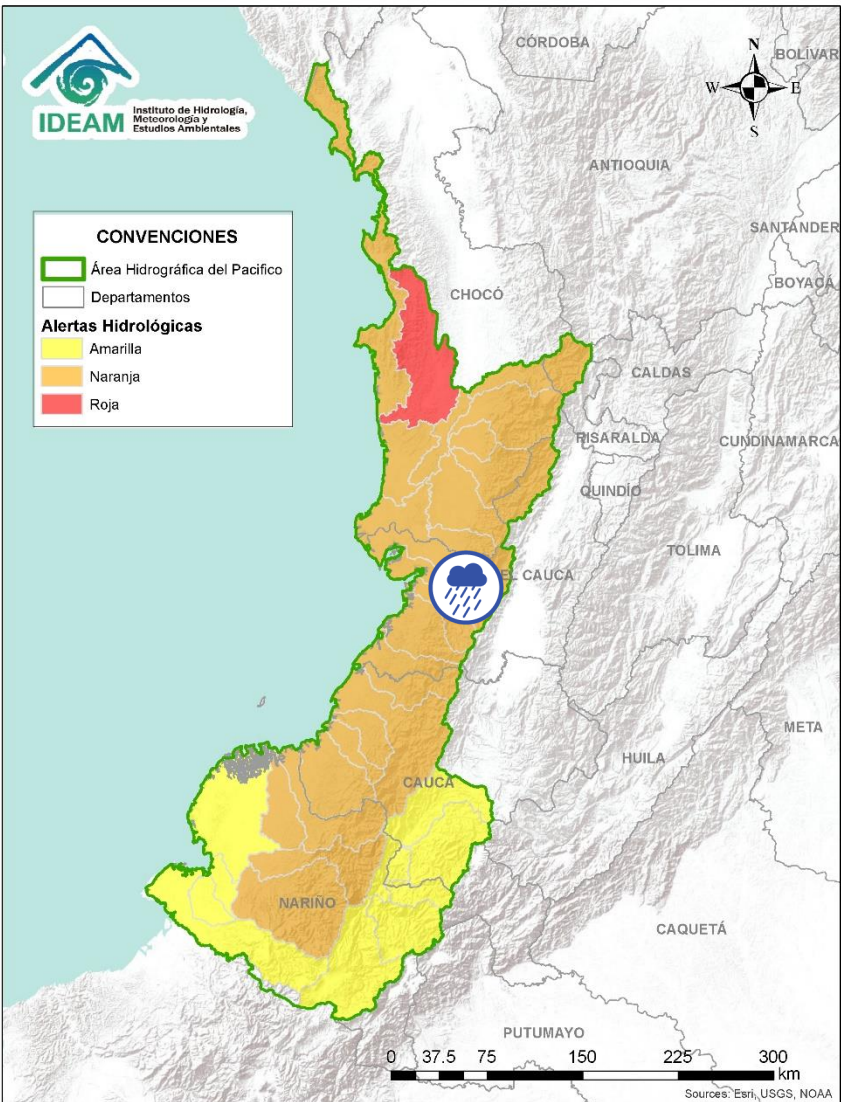 IDEAM
Instituto de Hidrología,
Meteorología y
Estudios Ambientales
N
W
E
S
CÓRDOBA
BOLIVAR
ANTIOQUIA
SANTANDER
BOYACÁ
CHOCÓ
CALDAS
RISARALDA
CUNDINAMARCA
QUINDÍO
TOLIMA
EL CAUCA
META
HUILA
CAUCA
NARIÑO
CAQUETÁ
PUTUMAYO
CONVENCIONES
Área Hidrográfica del Pacifico
Departamentos
Alertas Hidrológicas
Amarilla
Naranja
Roja
0 37.5 75 150 225 300
km
Sources: Esri, USGS, NOAA